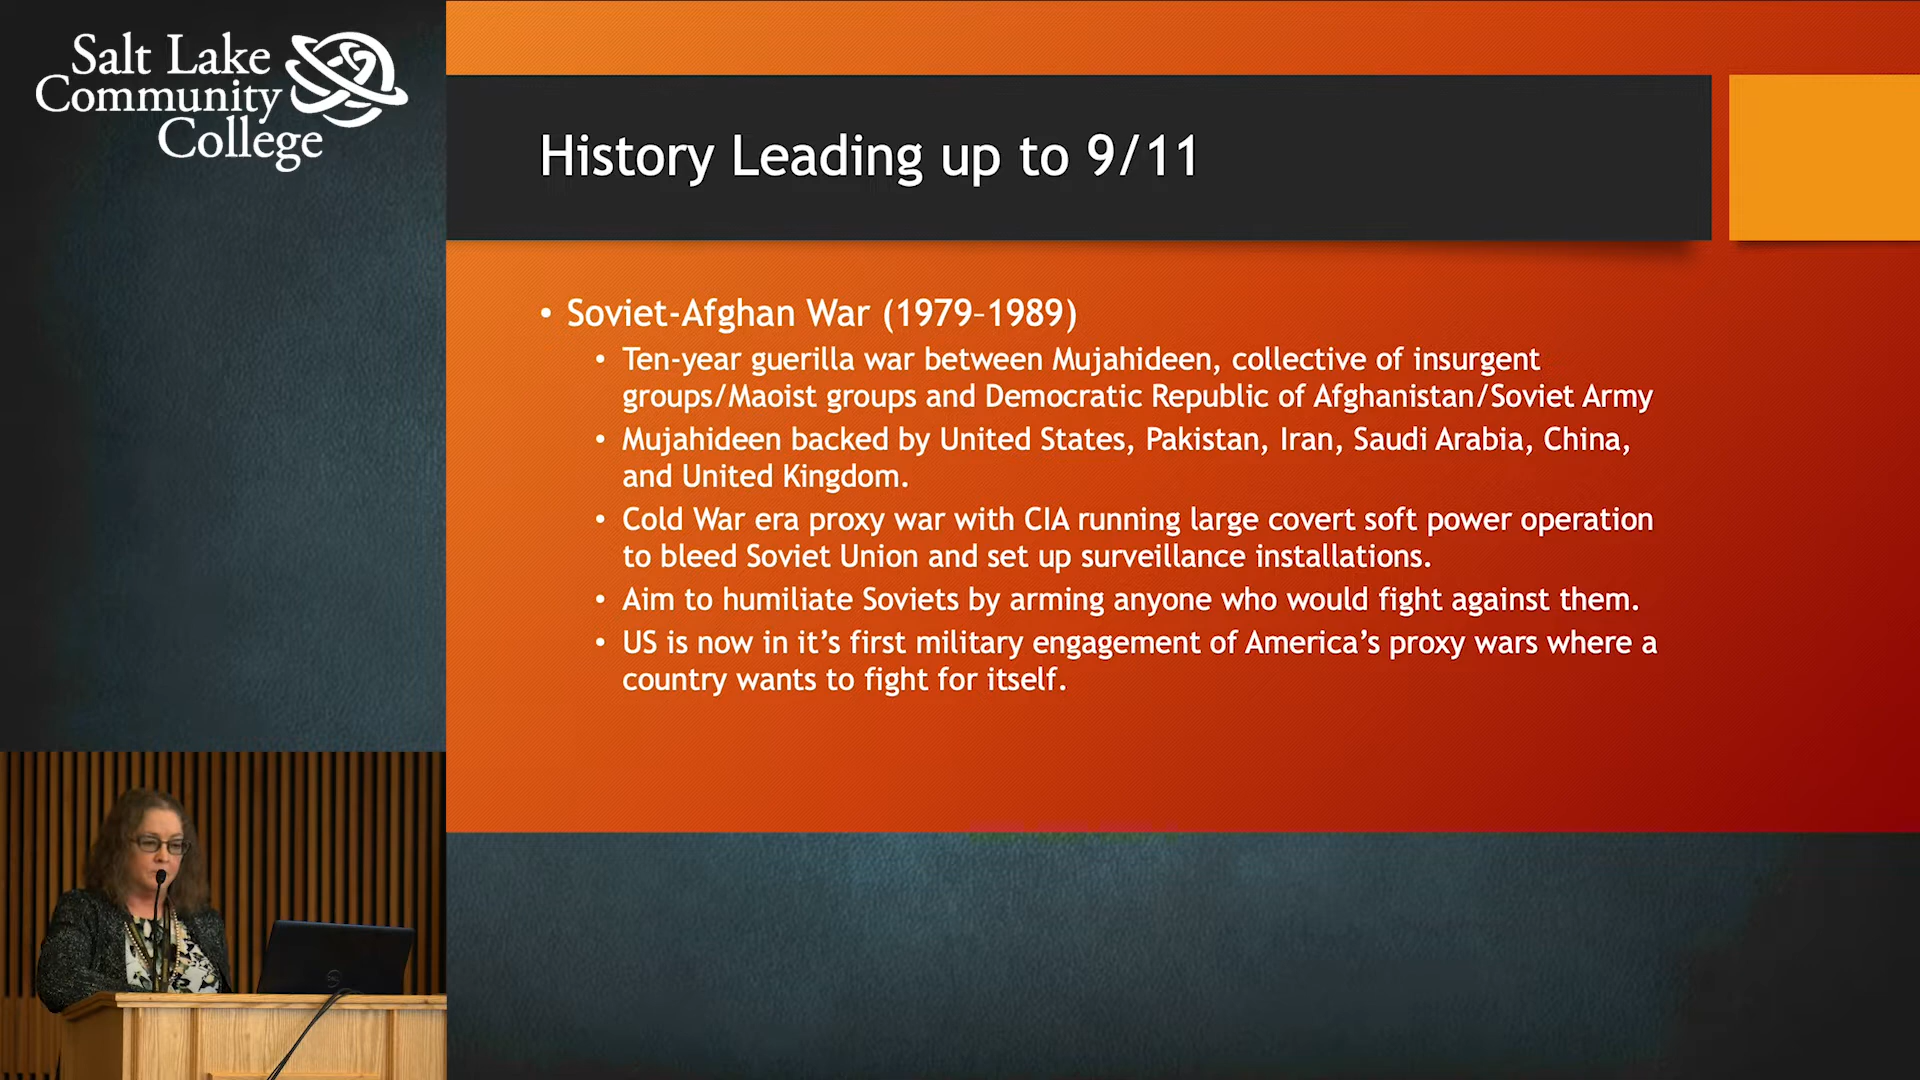 Salt Lake
Community
College
History Leading up to 9/11
• Soviet-Afghan War (1979–1989)
• Ten-year guerilla war between Mujahideen, collective of insurgent
groups/Maoist groups and Democratic Republic of Afghanistan/Soviet Army
• Mujahideen backed by United States, Pakistan, Iran, Saudi Arabia, China,
and United Kingdom.
• Cold War era proxy war with CIA running large covert soft power operation
to bleed Soviet Union and set up surveillance installations.
• Aim to humiliate Soviets by arming anyone who would fight against them.
• US is now in it’s first military engagement of America’s proxy wars where a
country wants to fight for itself.